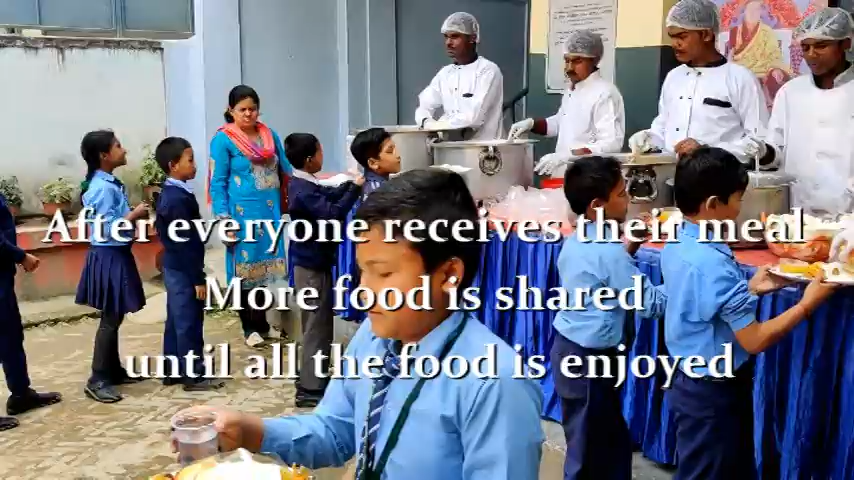 After everyone receives their meal
More food is shared
until all the food is enjoyed